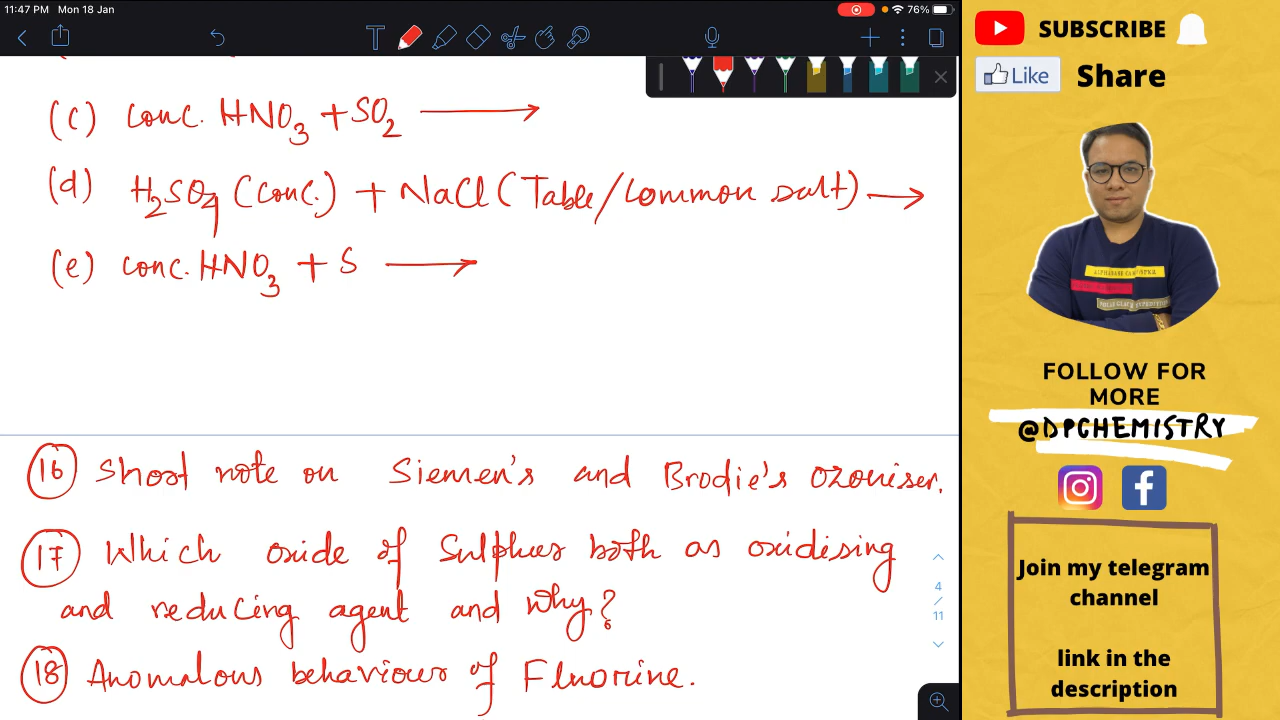 11:47 PM Mon 18 Jan
76%
(c) conc. HNO3 + SO2 ⟶
(d) H2SO4 (conc.) + NaCl (Table/common salt) ⟶
(e) conc. HNO3 + S ⟶
16 Short note on Siemen's and Brodie's ozoniser.
17 Which oxide of Sulphur both as oxidising
and reducing agent and why?
18 Anomalous behaviour of Fluorine.
4
/
11
SUBSCRIBE
Like Share
FOLLOW FOR
MORE
@DPCHEMISTRY
Join my telegram
channel
link in the
description